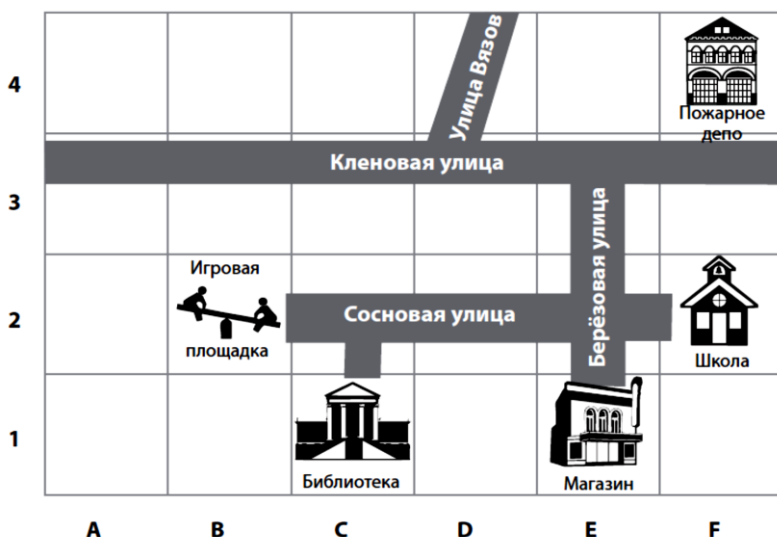 4
Улица Вязов
Пожарное
депо
Кленовая улица
3
Берёзовая улица
Игровая
площадка
2
Сосновая улица
Школа
1
Библиотека
Магазин
A B C D E F